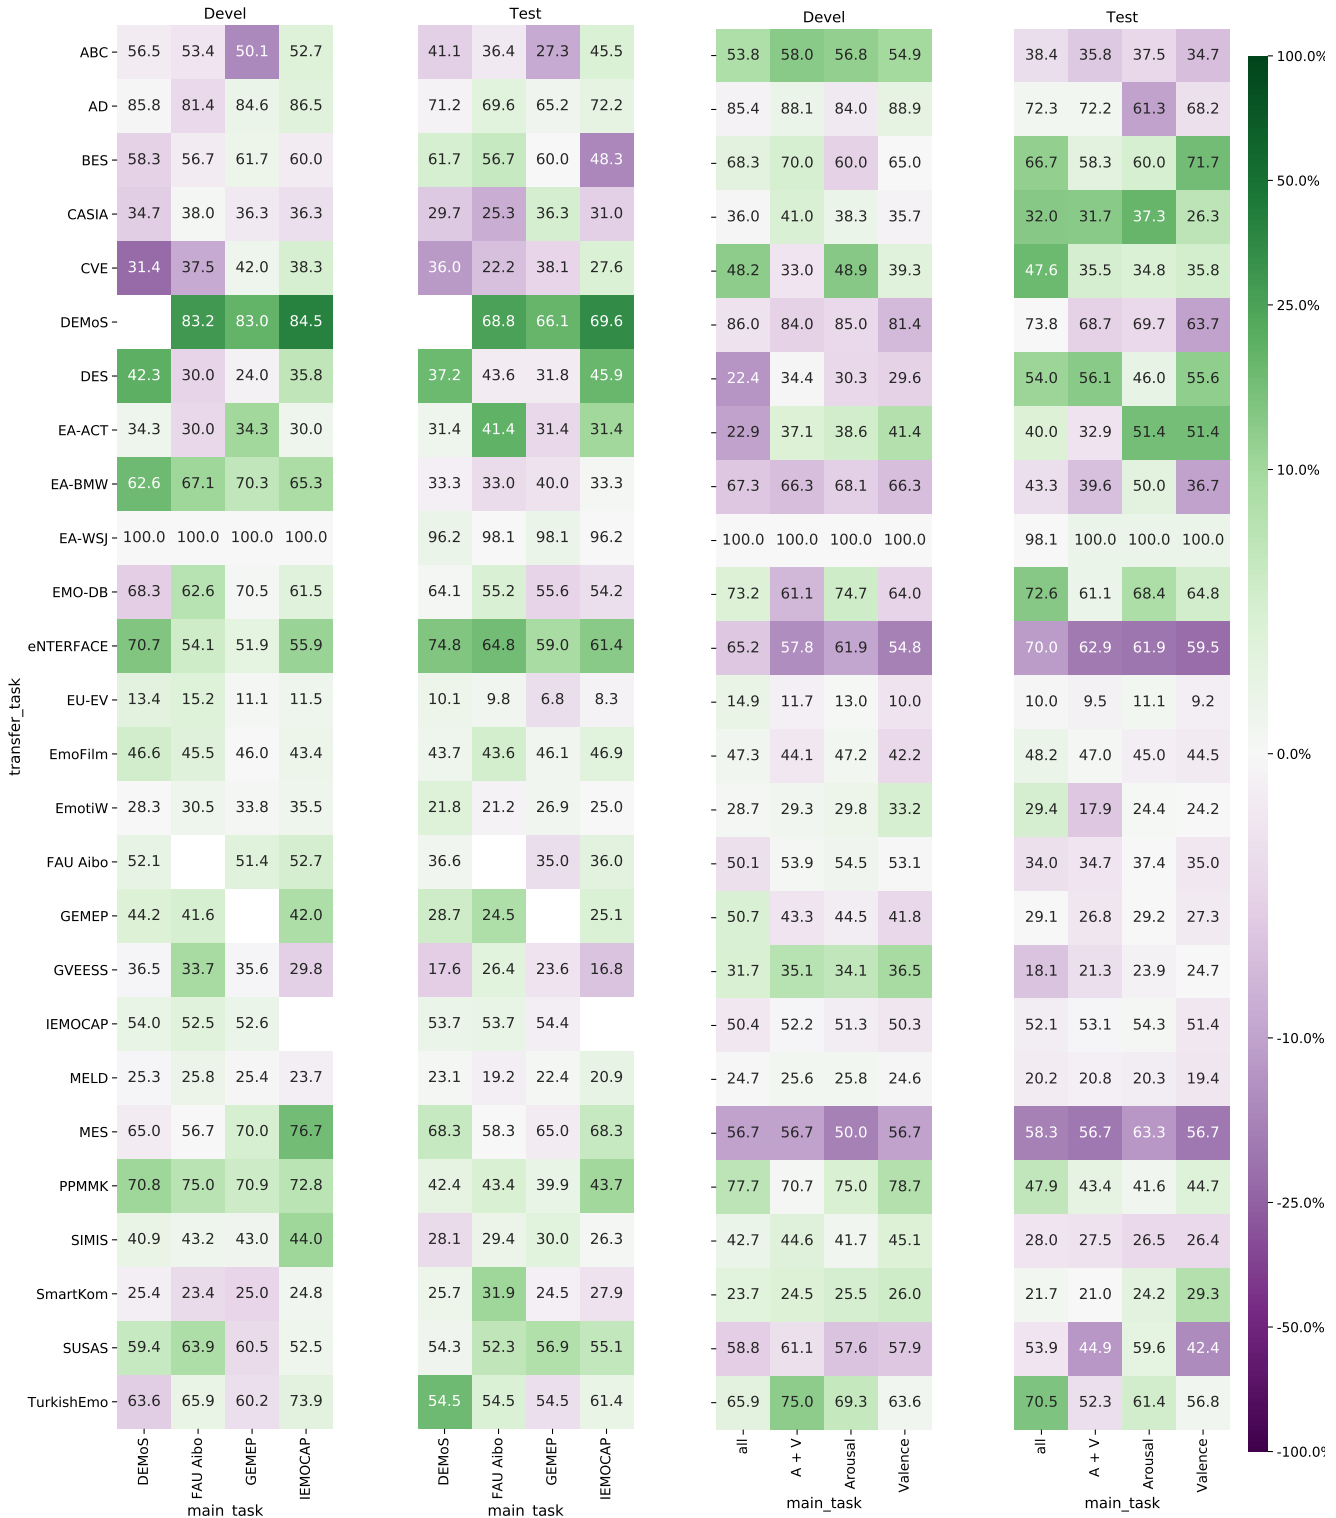 Devel Test Devel Test
ABC 56.5 53.4 50.1 52.7 41.1 36.4 27.3 45.5 53.8 58.0 56.8 54.9 38.4 35.8 37.5 34.7
100.0%
AD 85.8 81.4 84.6 86.5 71.2 69.6 65.2 72.2 85.4 88.1 84.0 88.9 72.3 72.2 61.3 68.2
BES 58.3 56.7 61.7 60.0 61.7 56.7 60.0 48.3 68.3 70.0 60.0 65.0 66.7 58.3 60.0 71.7
50.0%
CASIA 34.7 38.0 36.3 36.3 29.7 25.3 36.3 31.0 36.0 41.0 38.3 35.7 32.0 31.7 37.3 26.3
CVE 31.4 37.5 42.0 38.3 36.0 22.2 38.1 27.6 48.2 33.0 48.9 39.3 47.6 35.5 34.8 35.8
25.0%
DEMoS 83.2 83.0 84.5 68.8 66.1 69.6 86.0 84.0 85.0 81.4 73.8 68.7 69.7 63.7
DES 42.3 30.0 24.0 35.8 37.2 43.6 31.8 45.9 22.4 34.4 30.3 29.6 54.0 56.1 46.0 55.6
EA-ACT 34.3 30.0 34.3 30.0 31.4 41.4 31.4 31.4 22.9 37.1 38.6 41.4 40.0 32.9 51.4 51.4
10.0%
EA-BMW 62.6 67.1 70.3 65.3 33.3 33.0 40.0 33.3 67.3 66.3 68.1 66.3 43.3 39.6 50.0 36.7
EA-WSJ 100.0 100.0 100.0 100.0 96.2 98.1 98.1 96.2 100.0 100.0 100.0 100.0 98.1 100.0 100.0 100.0
EMO-DB 68.3 62.6 70.5 61.5 64.1 55.2 55.6 54.2 73.2 61.1 74.7 64.0 72.6 61.1 68.4 64.8
eNTERFACE 70.7 54.1 51.9 55.9 74.8 64.8 59.0 61.4 65.2 57.8 61.9 54.8 70.0 62.9 61.9 59.5
EU-EV 13.4 15.2 11.1 11.5 10.1 9.8 6.8 8.3 14.9 11.7 13.0 10.0 10.0 9.5 11.1 9.2
transfer_task
EmoFilm 46.6 45.5 46.0 43.4 43.7 43.6 46.1 46.9 47.3 44.1 47.2 42.2 48.2 47.0 45.0 44.5
0.0%
EmotiW 28.3 30.5 33.8 35.5 21.8 21.2 26.9 25.0 28.7 29.3 29.8 33.2 29.4 17.9 24.4 24.2
FAU Aibo 52.1 51.4 52.7 36.6 35.0 36.0 50.1 53.9 54.5 53.1 34.0 34.7 37.4 35.0
GEMEP 44.2 41.6 42.0 28.7 24.5 25.1 50.7 43.3 44.5 41.8 29.1 26.8 29.2 27.3
GVEESS 36.5 33.7 35.6 29.8 17.6 26.4 23.6 16.8 31.7 35.1 34.1 36.5 18.1 21.3 23.9 24.7
IEMOCAP 54.0 52.5 52.6 53.7 53.7 54.4 50.4 52.2 51.3 50.3 52.1 53.1 54.3 51.4
-10.0%
MELD 25.3 25.8 25.4 23.7 23.1 19.2 22.4 20.9 24.7 25.6 25.8 24.6 20.2 20.8 20.3 19.4
MES 65.0 56.7 70.0 76.7 68.3 58.3 65.0 68.3 56.7 56.7 50.0 56.7 58.3 56.7 63.3 56.7
PPMMK 70.8 75.0 70.9 72.8 42.4 43.4 39.9 43.7 77.7 70.7 75.0 78.7 47.9 43.4 41.6 44.7
-25.0%
SIMIS 40.9 43.2 43.0 44.0 28.1 29.4 30.0 26.3 42.7 44.6 41.7 45.1 28.0 27.5 26.5 26.4
SmartKom 25.4 23.4 25.0 24.8 25.7 31.9 24.5 27.9 23.7 24.5 25.5 26.0 21.7 21.0 24.2 29.3
-50.0%
SUSAS 59.4 63.9 60.5 52.5 54.3 52.3 56.9 55.1 58.8 61.1 57.6 57.9 53.9 44.9 59.6 42.4
TurkishEmo 63.6 65.9 60.2 73.9 54.5 54.5 54.5 61.4 65.9 75.0 69.3 63.6 70.5 52.3 61.4 56.8
-100.0%
DEMoS FAU Aibo GEMEP IEMOCAP DEMoS FAU Aibo GEMEP IEMOCAP all A + V Arousal Valence all A + V Arousal Valence
main_task main_task main_task main_task